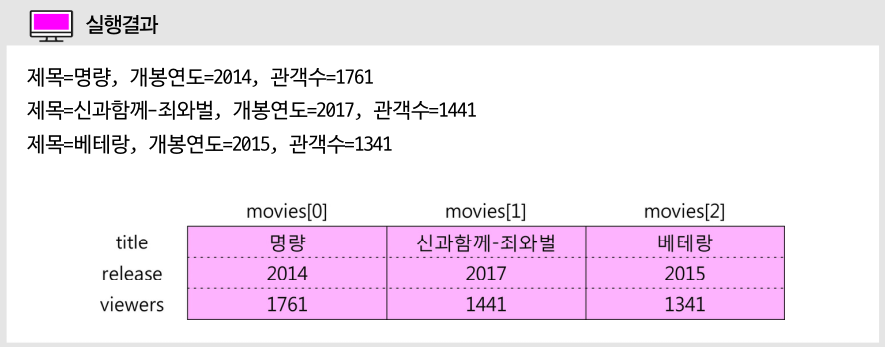 실행결과
제목=명량, 개봉연도=2014, 관객수=1761
제목=신과함께-죄와벌, 개봉연도=2017, 관객수=1441
제목=베테랑, 개봉연도=2015, 관객수=1341
movies[0] movies[1] movies[2]
title 명량 신과함께-죄와벌 베테랑
release 2014 2017 2015
viewers 1761 1441 1341